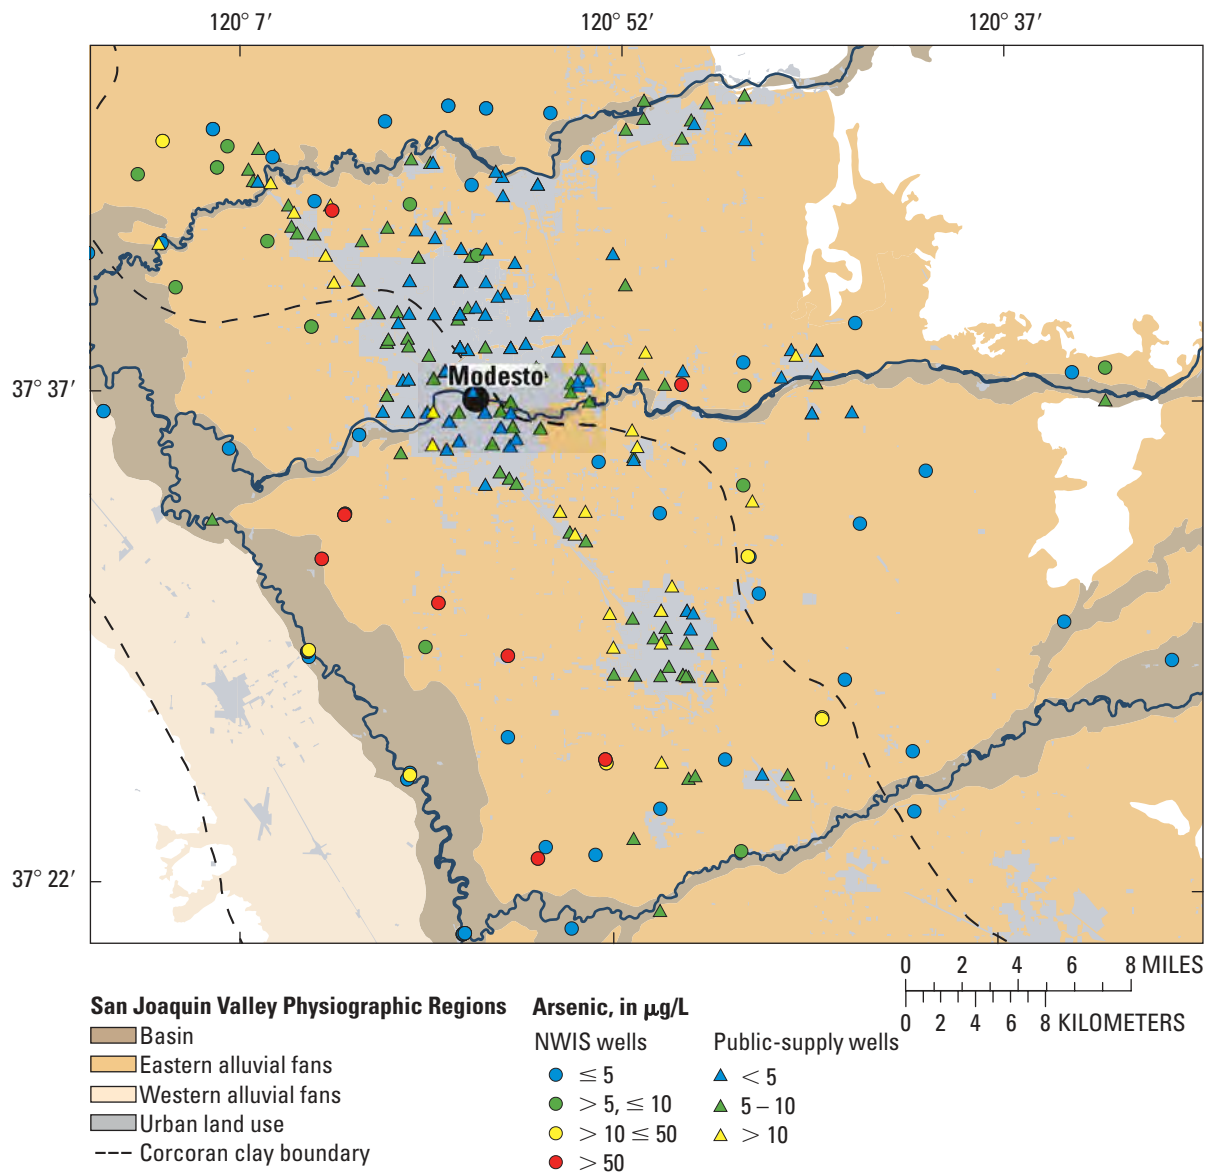 120° 7′ 120° 52′ 120° 37′
37° 37′
Modesto
37° 22′
0 2 4 6 8 MILES
0 2 4 6 8 KILOMETERS
San Joaquin Valley Physiographic Regions
Basin
Eastern alluvial fans
Western alluvial fans
Urban land use
Corcoran clay boundary
Arsenic, in µg/L
NWIS wells
≤ 5
> 5, ≤ 10
> 10 ≤ 50
> 50
Public-supply wells
< 5
5 – 10
> 10